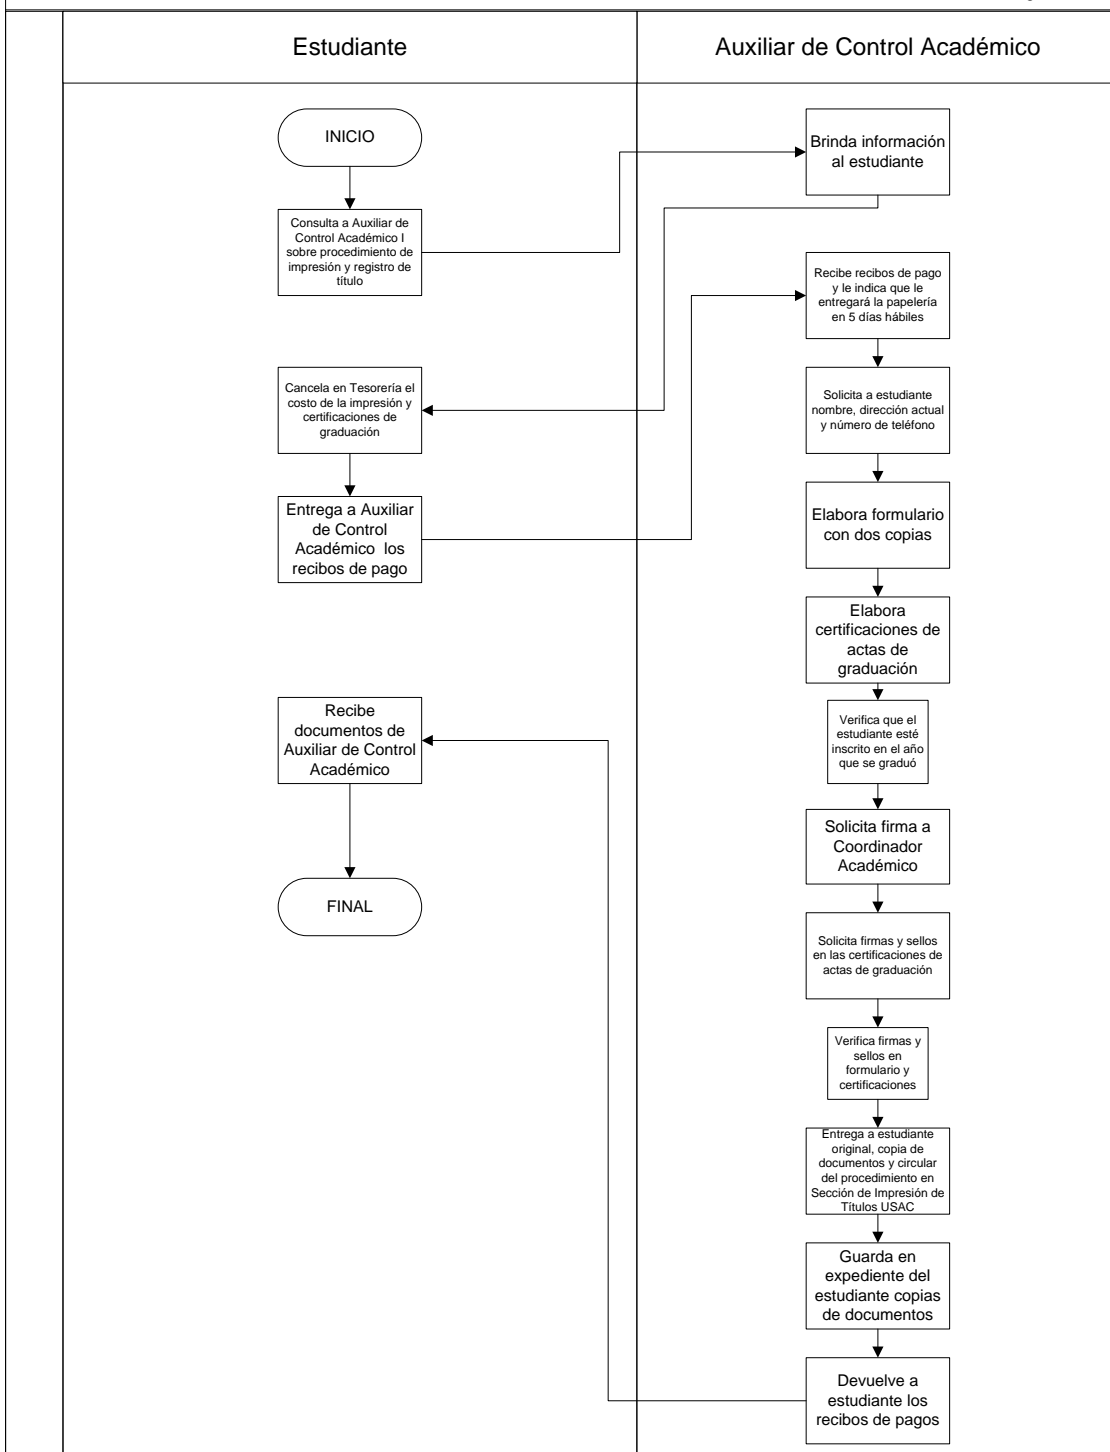 Estudiante
Auxiliar de Control Académico
INICIO
Consulta a Auxiliar de
Control Académico I
sobre procedimiento de
impresión y registro de
título
Brinda información
al estudiante
Cancela en Tesorería el
costo de la impresión y
certificaciones de
graduación
Entrega a Auxiliar
de Control
Académico los
recibos de pago
Recibe recibos de pago
y le indica que le
entregará la papelería
en 5 días hábiles
Solicita a estudiante
nombre, dirección actual
y número de teléfono
Elabora formulario
con dos copias
Elabora
certificaciones de
actas de
graduación
Verifica que el
estudiante esté
inscrito en el año
que se graduó
Solicita firma a
Coordinador
Académico
Solicita firmas y sellos
en las certificaciones de
actas de graduación
Verifica firmas y
sellos en
formulario y
certificaciones
Entrega a estudiante
original, copia de
documentos y circular
del procedimiento en
Sección de Impresión de
Títulos USAC
Guarda en
expediente del
estudiante copias
de documentos
Devuelve a
estudiante los
recibos de pagos
Recibe
documentos de
Auxiliar de Control
Académico
FINAL